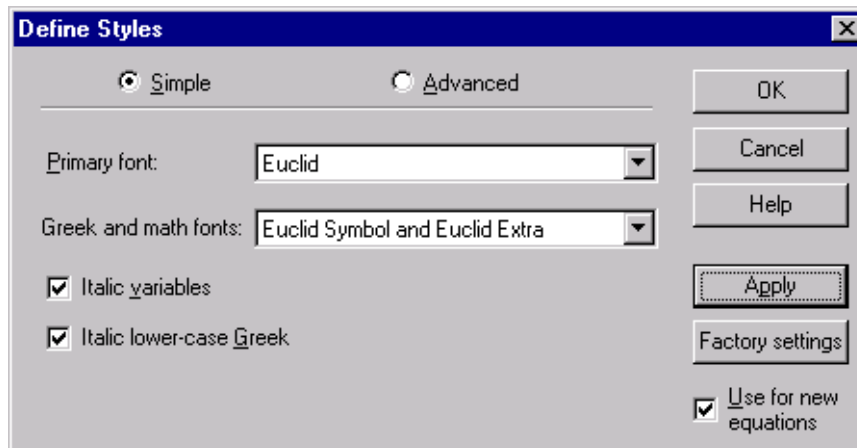 Define Styles
Simple
Advanced
OK
Primary font:
Euclid
Cancel
Greek and math fonts:
Euclid Symbol and Euclid Extra
Help
Italic variables
Apply
Italic lower-case Greek
Factory settings
Use for new
equations